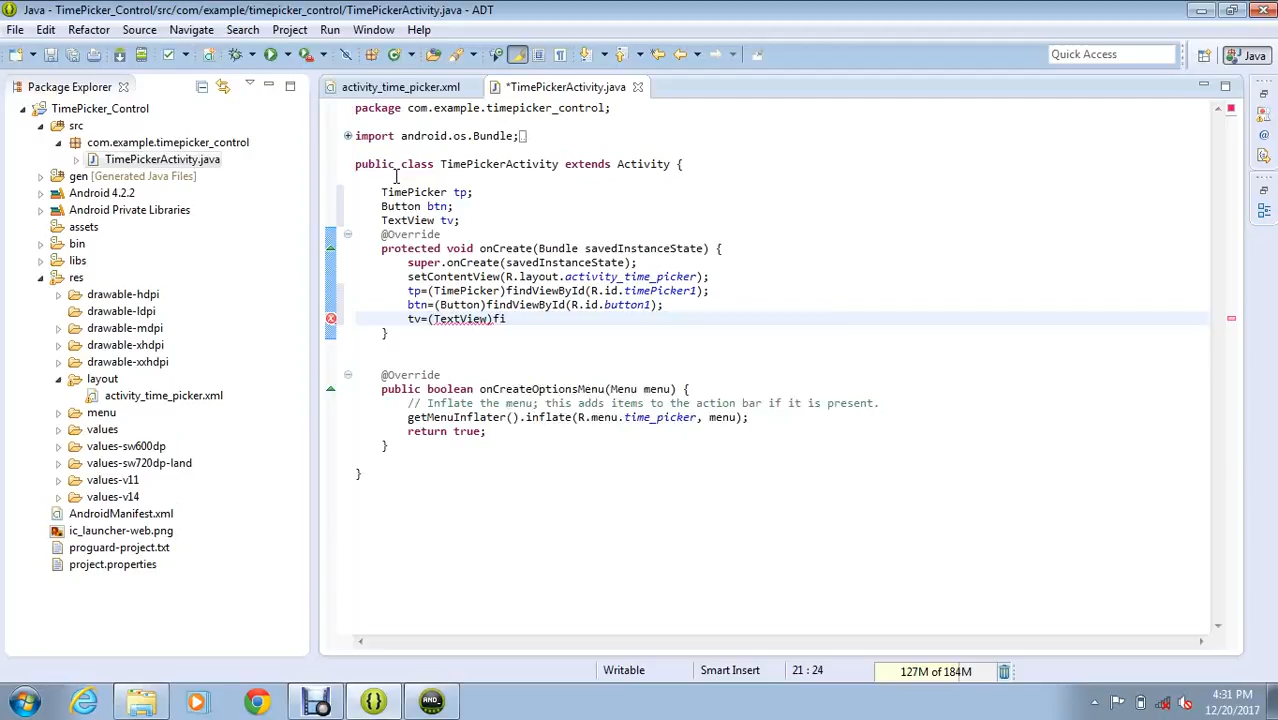 Java - TimePicker_Control/src/com/example/timepicker_control/TimePickerActivity.java - ADT
File Edit Refactor Source Navigate Search Project Run Window Help
Quick Access
Java
Package Explorer
activity_time_picker.xml
*TimePickerActivity.java
TimePicker_Control
src
com.example.timepicker_control
TimePickerActivity.java
gen [Generated Java Files]
Android 4.2.2
Android Private Libraries
assets
bin
libs
res
drawable-hdpi
drawable-ldpi
drawable-mdpi
drawable-xhdpi
drawable-xxhdpi
layout
activity_time_picker.xml
menu
values
values-sw600dp
values-sw720dp-land
values-v11
values-v14
AndroidManifest.xml
ic_launcher-web.png
proguard-project.txt
project.properties
package com.example.timepicker_control;
import android.os.Bundle;
public class TimePickerActivity extends Activity {
TimePicker tp;
Button btn;
TextView tv;
@Override
protected void onCreate(Bundle savedInstanceState) {
super.onCreate(savedInstanceState);
setContentView(R.layout.activity_time_picker);
tp=(TimePicker)findViewById(R.id.timePicker1);
btn=(Button)findViewById(R.id.button1);
tv=(TextView)fi
}
@Override
public boolean onCreateOptionsMenu(Menu menu) {
// Inflate the menu; this adds items to the action bar if it is present.
getMenuInflater().inflate(R.menu.time_picker, menu);
return true;
}
}
Writable
Smart Insert
21 : 24
127M of 184M
4:31 PM
12/20/2017